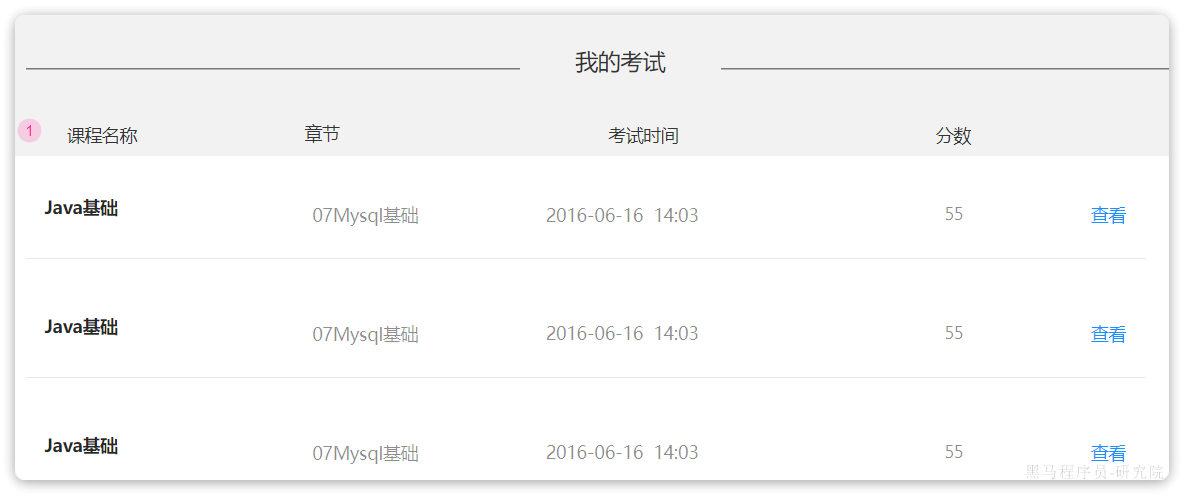 我的考试
1 课程名称 章节 考试时间 分数
Java基础 07Mysql基础 2016-06-16 14:03 55 查看
Java基础 07Mysql基础 2016-06-16 14:03 55 查看
Java基础 07Mysql基础 2016-06-16 14:03 55 查看
黑马程序员-研究院